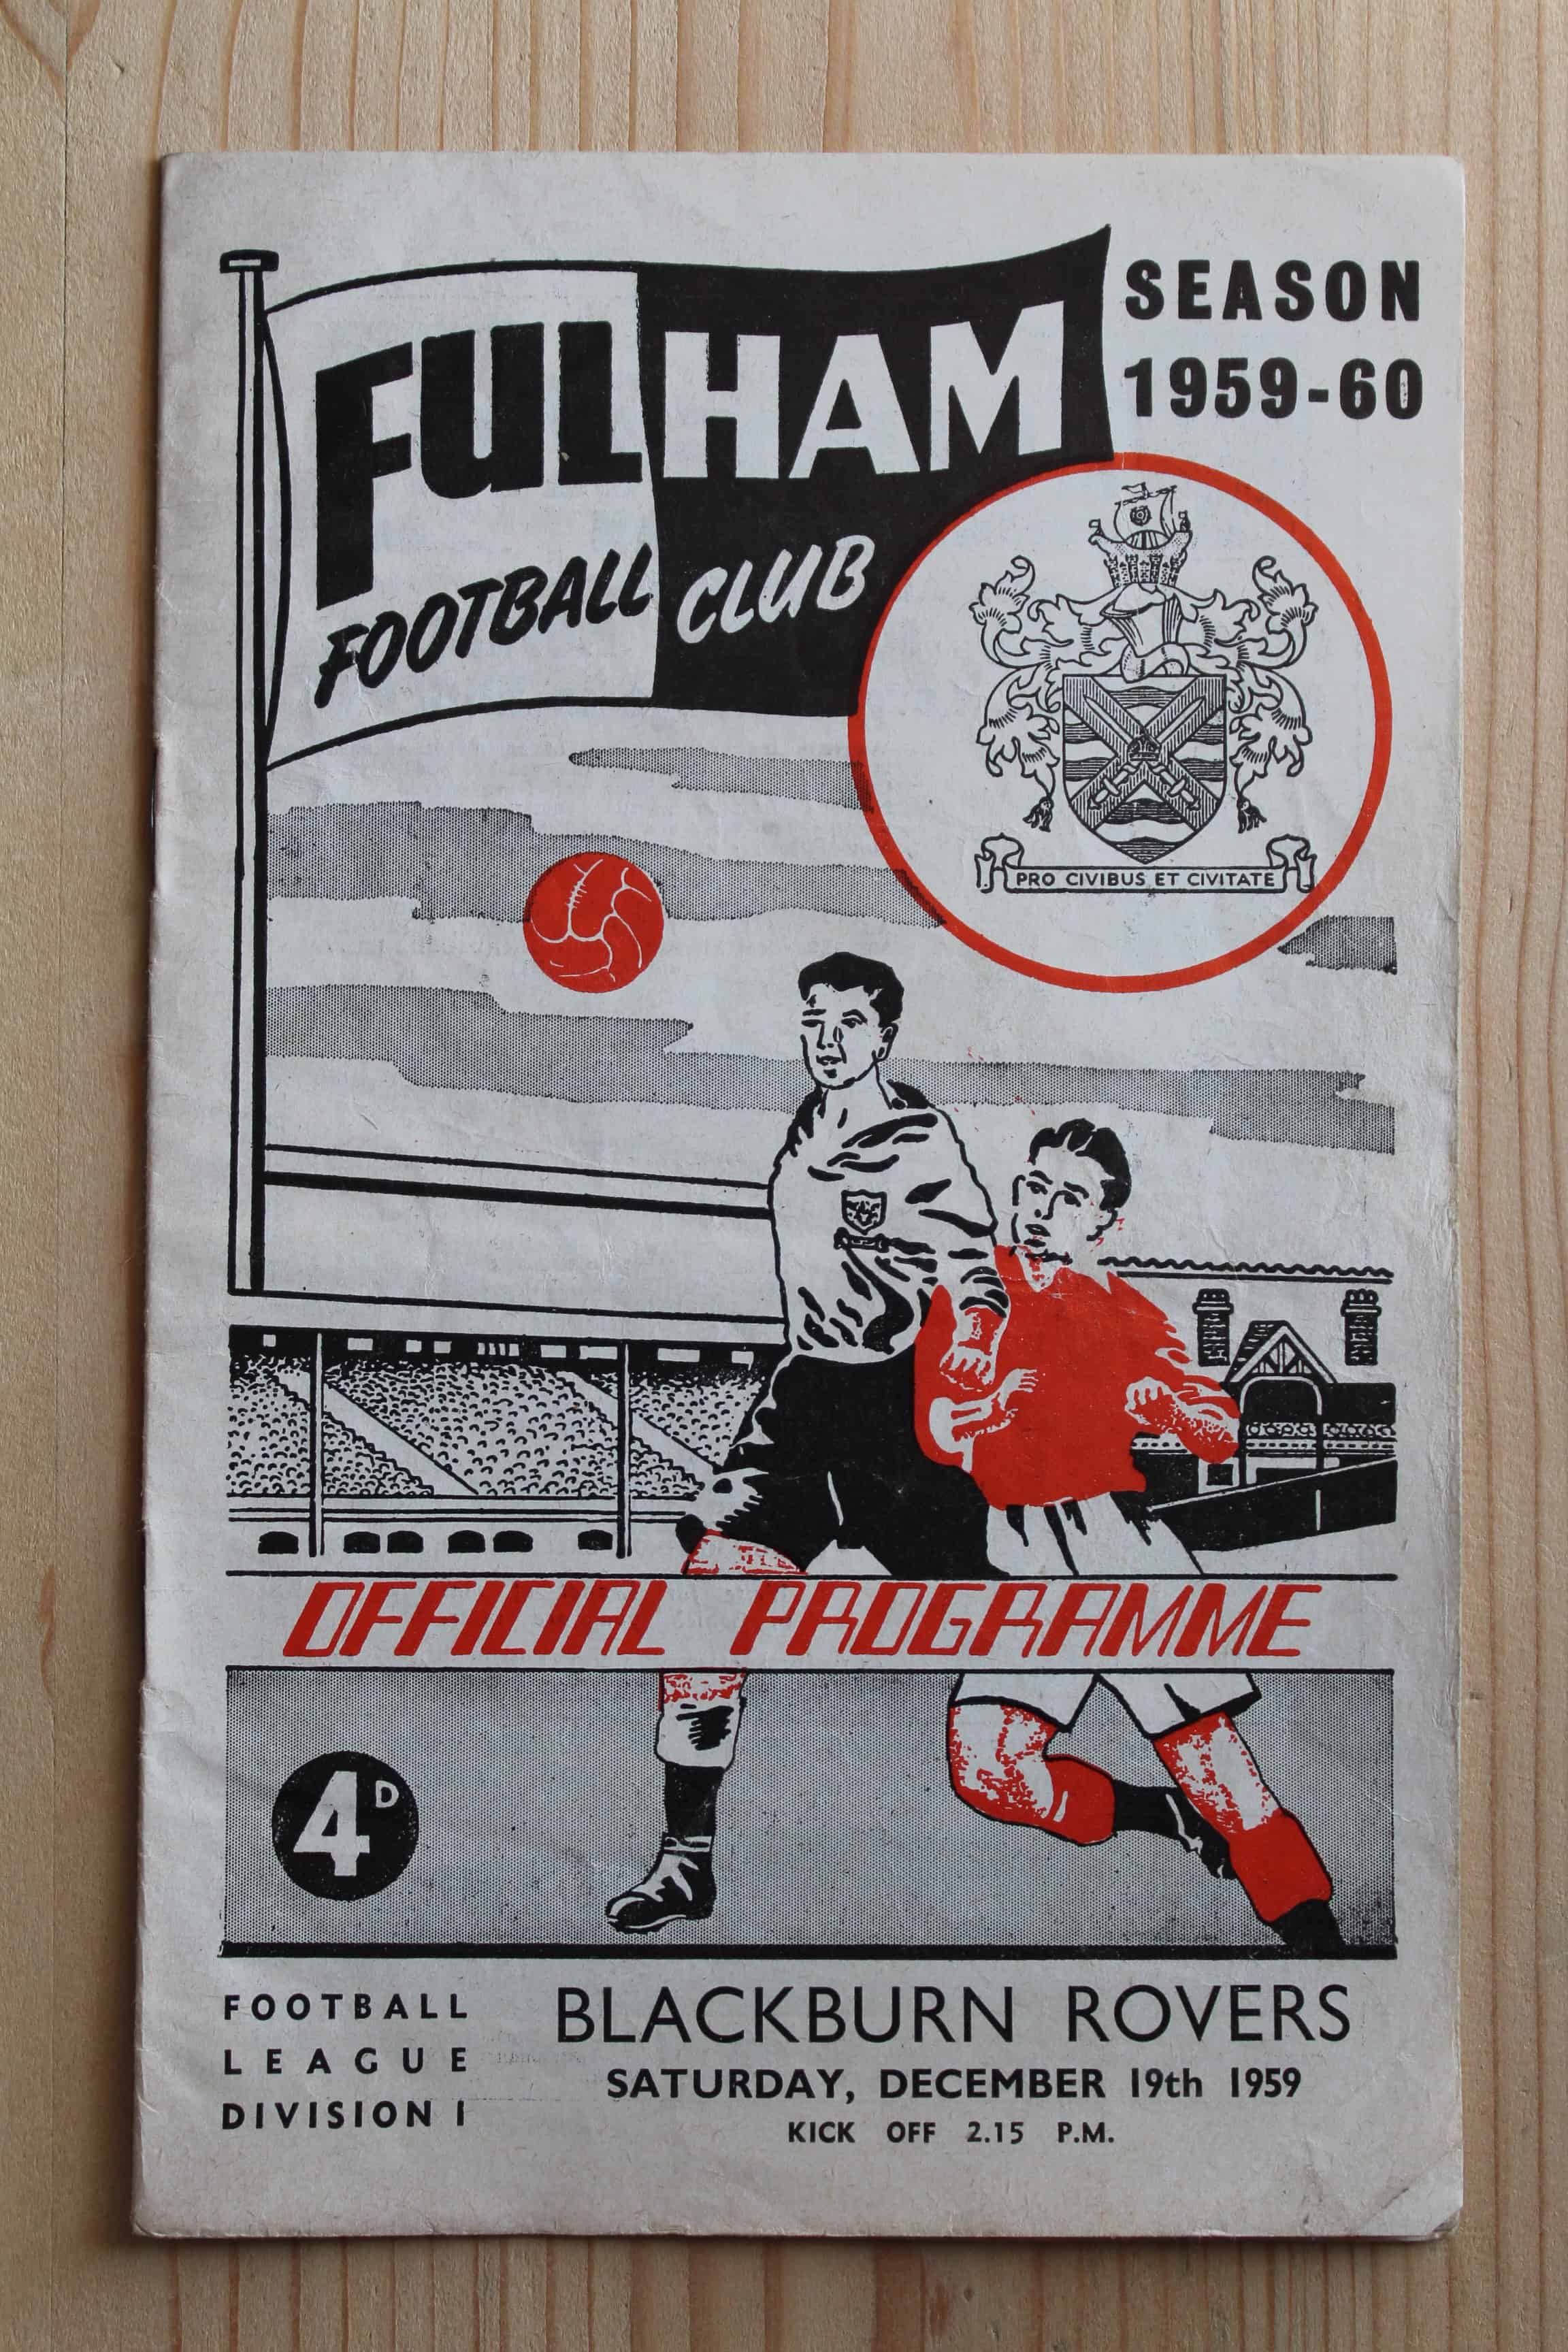 FULHAM
FOOTBALL CLUB
SEASON
1959-60
PRO CIVIBUS ET CIVITATE
OFFICIAL PROGRAMME
4D
FOOTBALL
LEAGUE
DIVISION I
BLACKBURN ROVERS
SATURDAY, DECEMBER 19th 1959
KICK OFF 2.15 P.M.